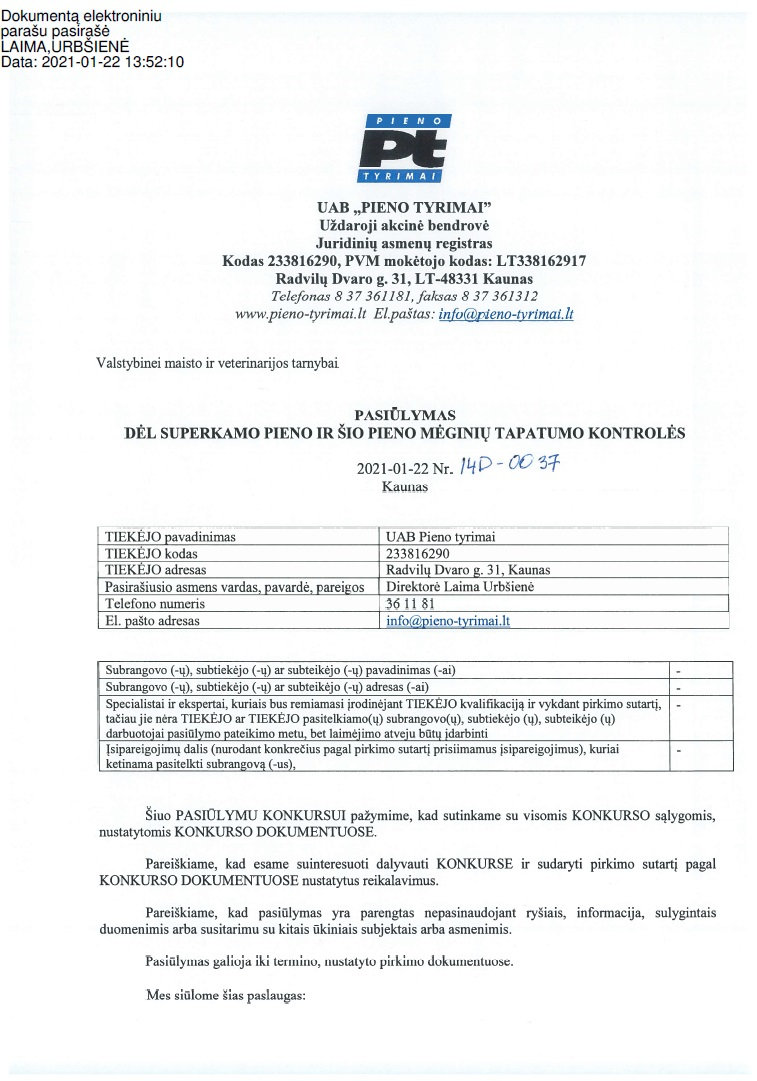 Dokumentą elektroniniu
parašu pasirašė
LAIMA,URBŠIENĖ
Data: 2021-01-22 13:52:10
PIENO
Pt
TYRIMAI
UAB „PIENO TYRIMAI”
Uždaroji akcinė bendrovė
Juridinių asmenų registras
Kodas 233816290, PVM mokėtojo kodas: LT338162917
Radvilų Dvaro g. 31, LT-48331 Kaunas
Telefonas 8 37 361181, faksas 8 37 361312
www.pieno-tyrimai.lt El.paštas: info@pieno-tyrimai.lt
Valstybinei maisto ir veterinarijos tarnybai
PASIŪLYMAS
DĖL SUPERKAMO PIENO IR ŠIO PIENO MĖGINIŲ TAPATUMO KONTROLĖS
2021-01-22 Nr. 14D-0037
Kaunas
TIEKĖJO pavadinimas UAB Pieno tyrimai
TIEKĖJO kodas 233816290
TIEKĖJO adresas Radvilų Dvaro g. 31, Kaunas
Pasirašiusio asmens vardas, pavardė, pareigos Direktorė Laima Urbšienė
Telefono numeris 36 11 81
El. pašto adresas info@pieno-tyrimai.lt
Subrangovo (-ų), subtiekėjo (-ų) ar subteikėjo (-ų) pavadinimas (-ai) -
Subrangovo (-ų), subtiekėjo (-ų) ar subteikėjo (-ų) adresas (-ai) -
Specialistai ir ekspertai, kuriais bus remiamasi įrodinėjant TIEKĖJO kvalifikaciją ir vykdant pirkimo sutartį, -
tačiau jie nėra TIEKĖJO ar TIEKĖJO pasitelkiamo(ų) subrangovo(ų), subtiekėjo (ų), subteikėjo (ų)
darbuotojai pasiūlymo pateikimo metu, bet laimėjimo atveju būtų įdarbinti
Įsipareigojimų dalis (nurodant konkrečius pagal pirkimo sutartį prisiimamus įsipareigojimus), kuriai -
ketinama pasitelkti subrangovą (-us),
Šiuo PASIŪLYMU KONKURSUI pažymime, kad sutinkame su visomis KONKURSO sąlygomis,
nustatytomis KONKURSO DOKUMENTUOSE.
Pareiškiame, kad esame suinteresuoti dalyvauti KONKURSE ir sudaryti pirkimo sutartį pagal
KONKURSO DOKUMENTUOSE nustatytus reikalavimus.
Pareiškiame, kad pasiūlymas yra parengtas nepasinaudojant ryšiais, informacija, sulygintais
duomenimis arba susitarimu su kitais ūkiniais subjektais arba asmenimis.
Pasiūlymas galioja iki termino, nustatyto pirkimo dokumentuose.
Mes siūlome šias paslaugas: